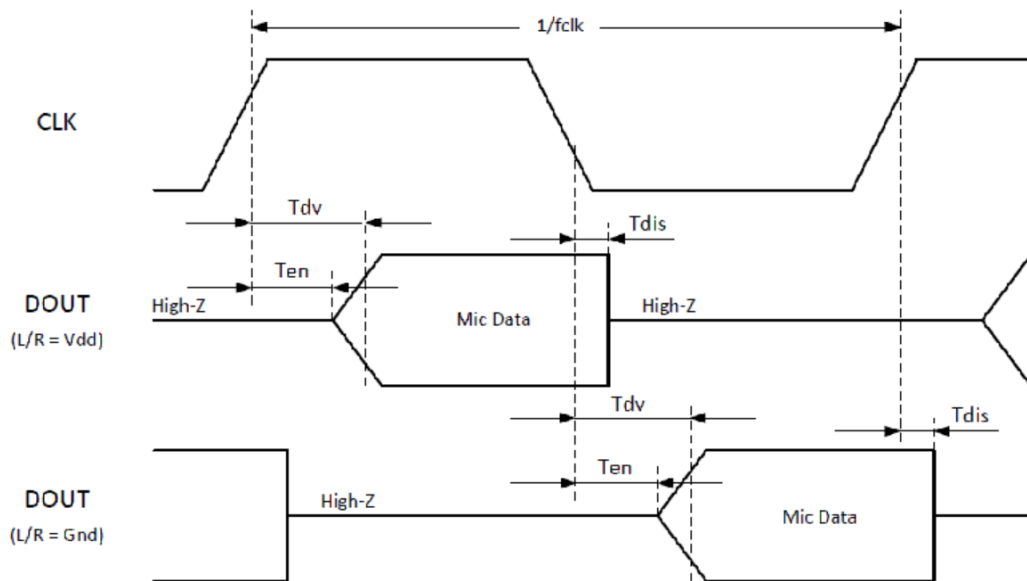 1/fclk
CLK
Tdv
Tdis
Ten
High-Z
DOUT
(L/R = Vdd)
Mic Data
High-Z
Tdv
Tdis
Ten
DOUT
(L/R = Gnd)
High-Z
Mic Data